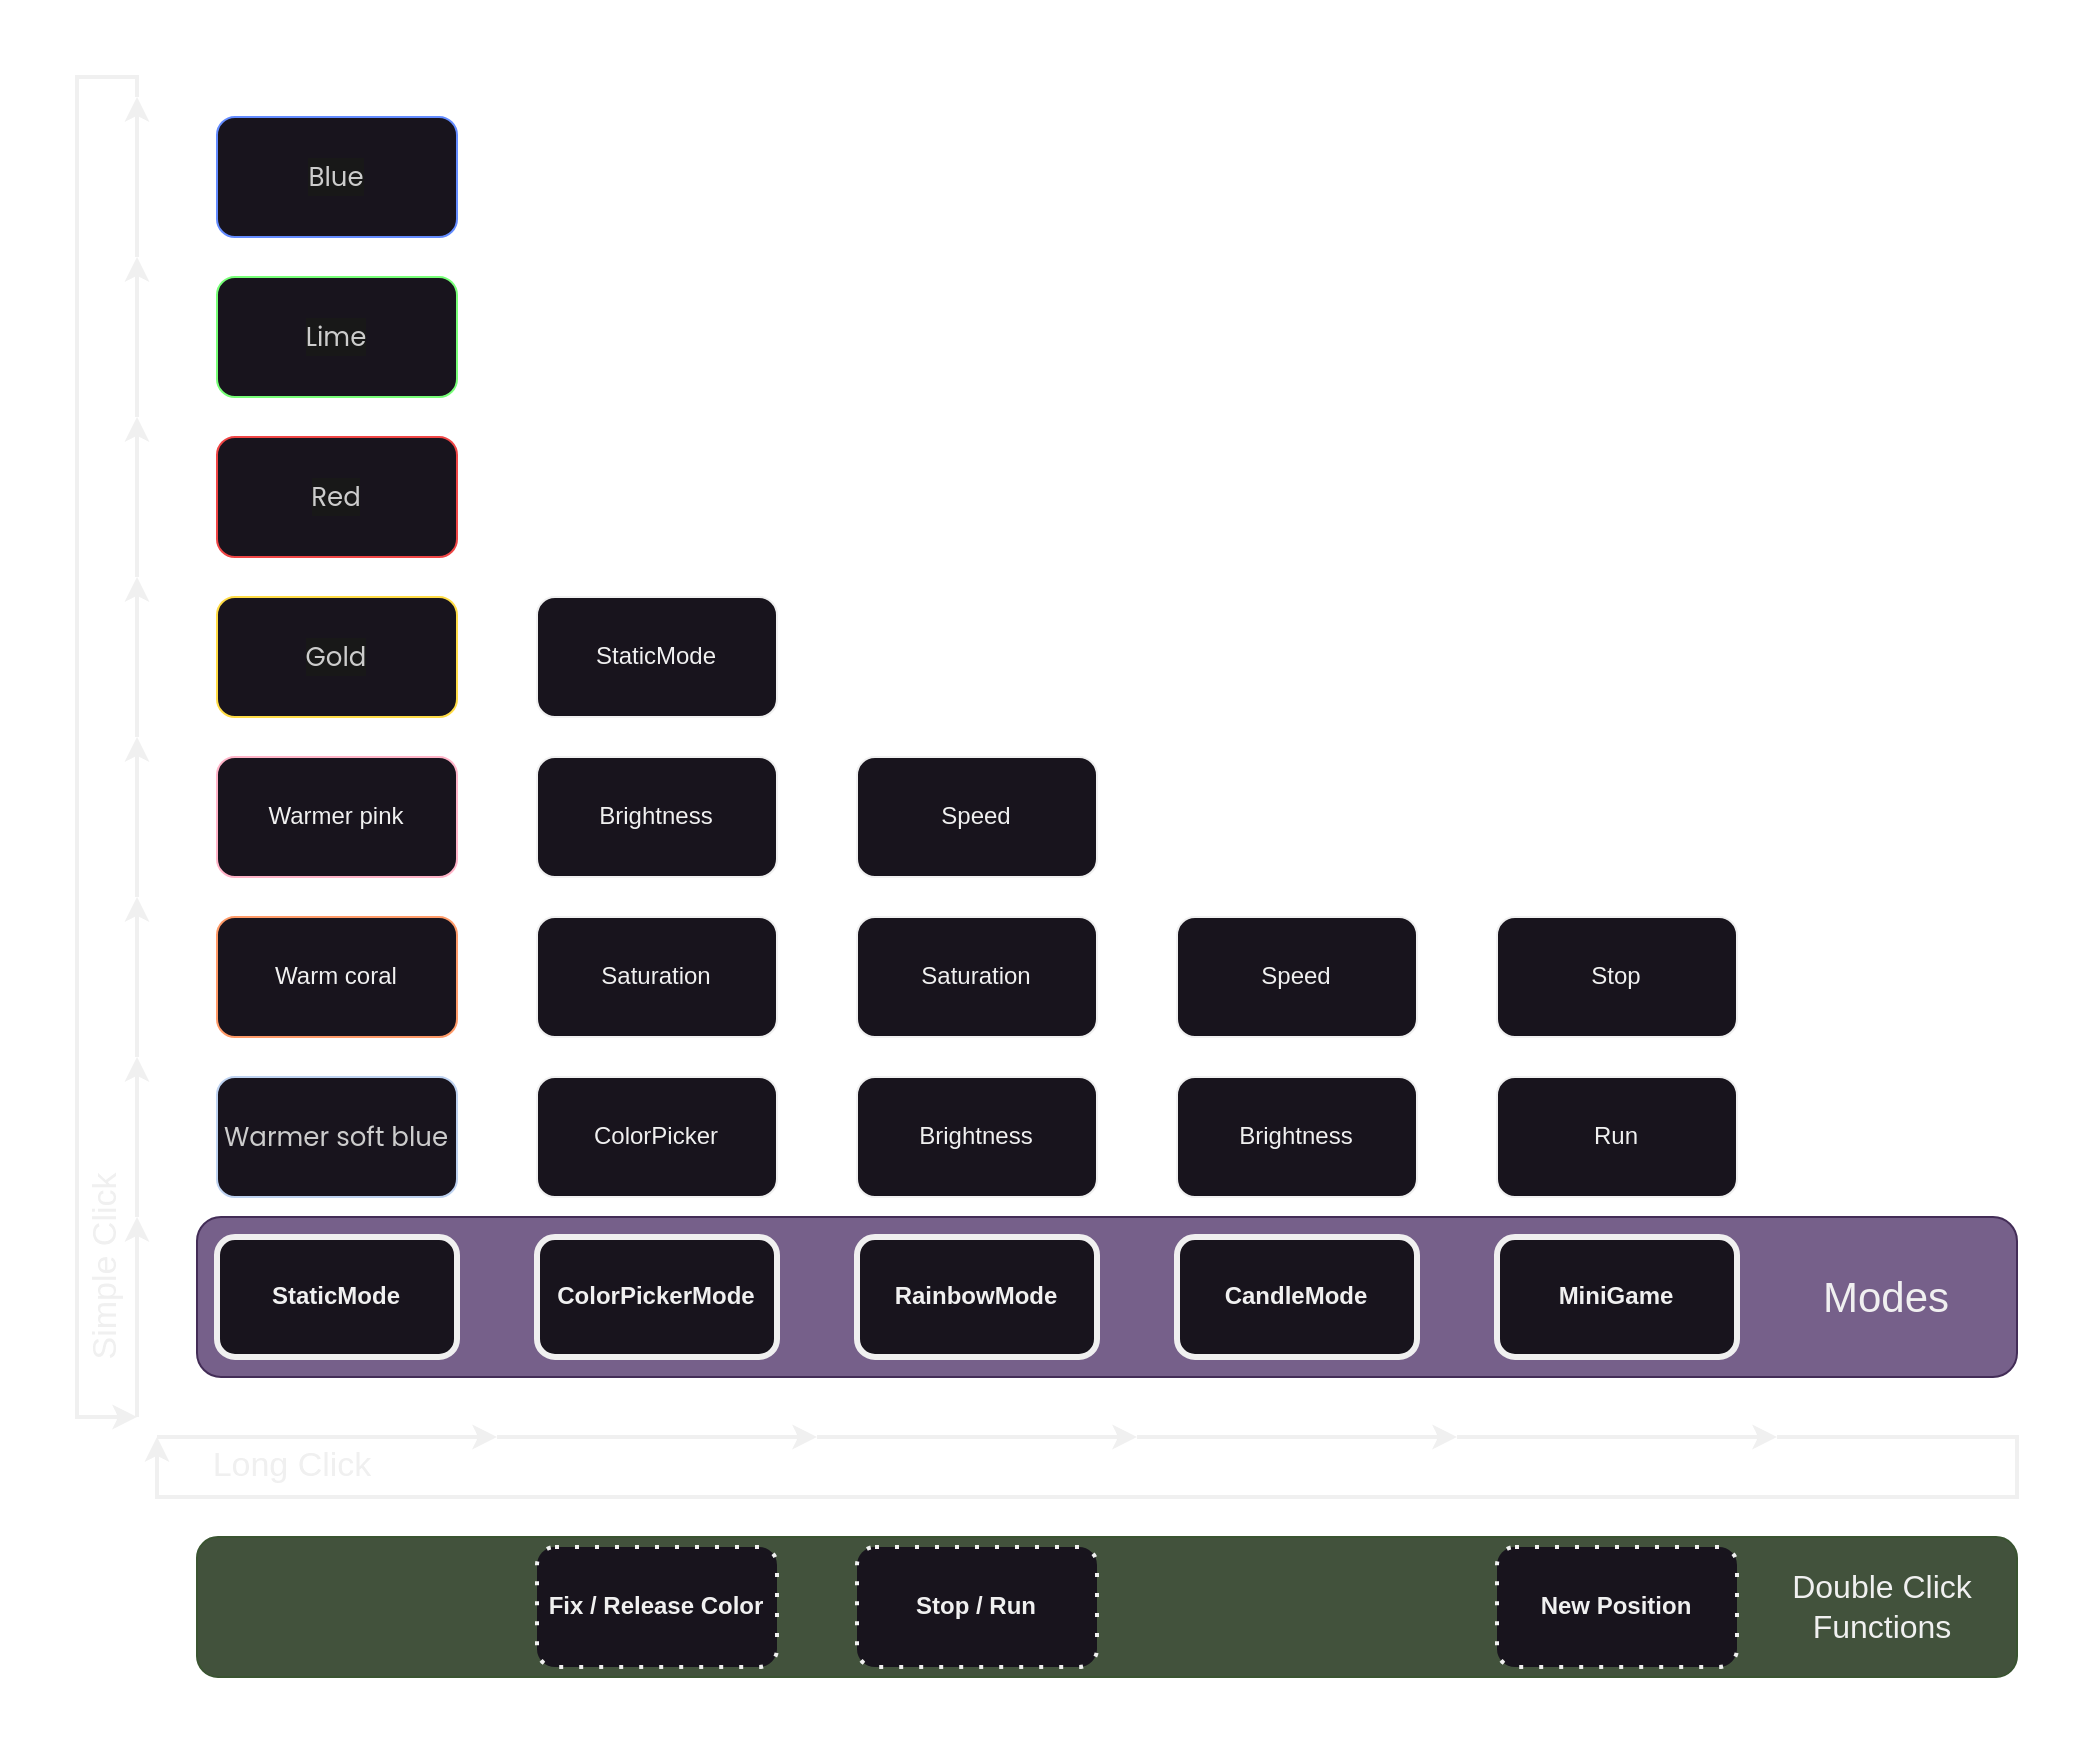 Blue
Lime
Red
Gold
StaticMode
Warmer pink
Brightness
Speed
Warm coral
Saturation
Saturation
Speed
Stop
Warmer soft blue
ColorPicker
Brightness
Brightness
Run
Simple Click
StaticMode
ColorPickerMode
RainbowMode
CandleMode
MiniGame
Modes
Long Click
Fix / Release Color
Stop / Run
New Position
Double Click
Functions